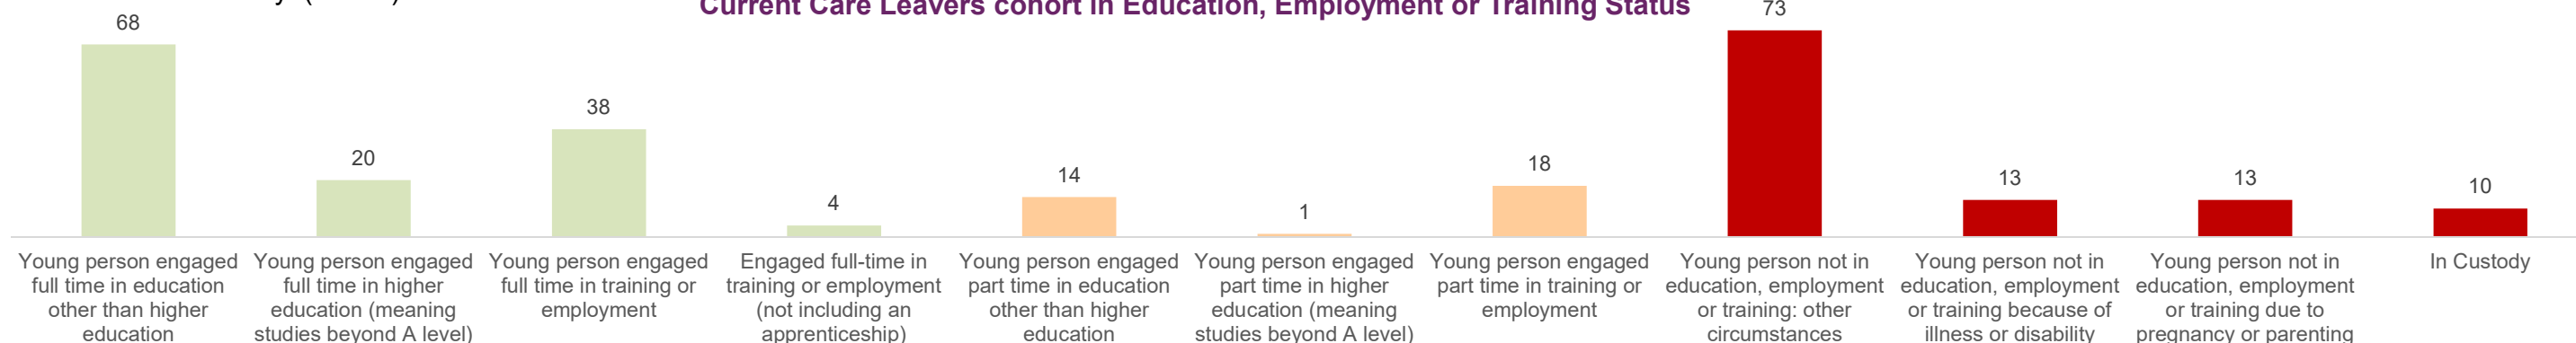 Current Care Leavers cohort in Education, Employment or Training Status
68
20
38
4
14
1
18
73
13
13
10
Young person engaged
full time in education
other than higher
education
Young person engaged
full time in higher
education (meaning
studies beyond A level)
Young person engaged
full time in training or
employment
Engaged full-time in
training or employment
(not including an
apprenticeship)
Young person engaged
part time in education
other than higher
education
Young person engaged
part time in higher
education (meaning
studies beyond A level)
Young person engaged
part time in training or
employment
Young person not in
education, employment
or training: other
circumstances
Young person not in
education, employment
or training because of
illness or disability
Young person not in
education, employment
or training due to
pregnancy or parenting
In Custody